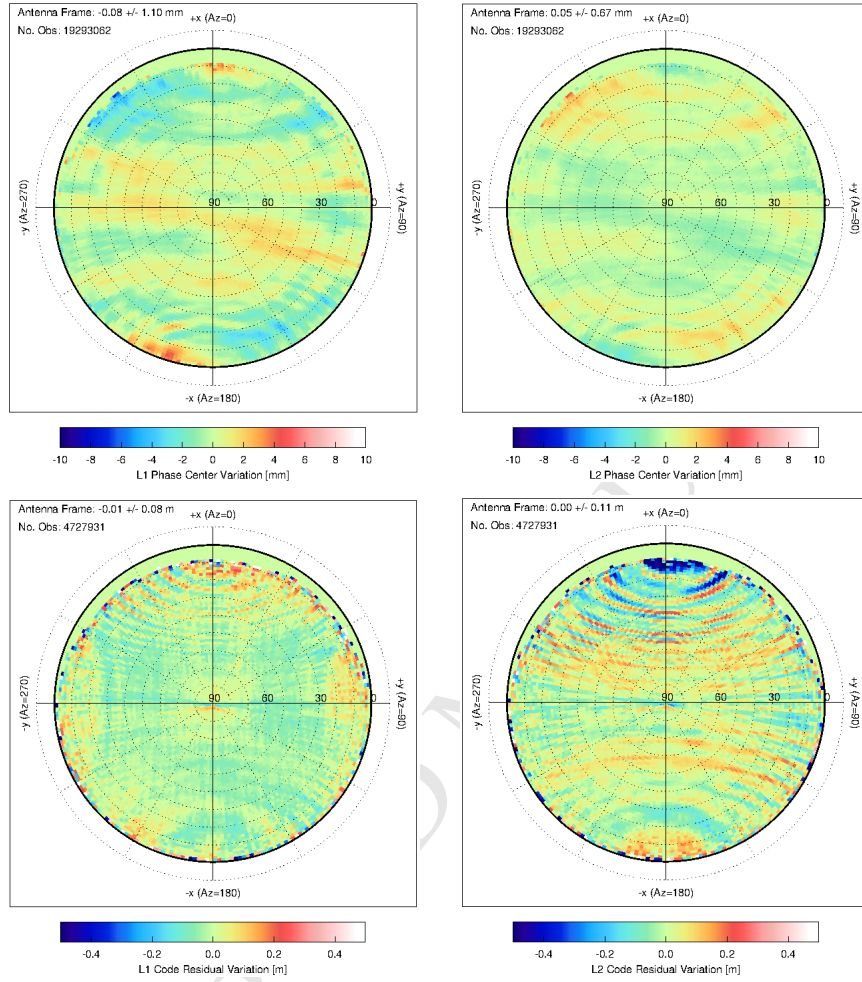 Antenna Frame: -0.08 +/- 1.10 mm
No. Obs: 19293062
+x (Az=0)
-y (Az=270)
90
60
30
0
+y (Az=90)
-x (Az=180)
-10 -8 -6 -4 -2 0 2 4 6 8 10
L1 Phase Center Variation [mm]
Antenna Frame: 0.05 +/- 0.67 mm
No. Obs: 19293062
+x (Az=0)
-y (Az=270)
90
60
30
0
+y (Az=90)
-x (Az=180)
-10 -8 -6 -4 -2 0 2 4 6 8 10
L2 Phase Center Variation [mm]
Antenna Frame: -0.01 +/- 0.08 m
No. Obs: 4727931
+x (Az=0)
-y (Az=270)
90
60
30
0
+y (Az=90)
-x (Az=180)
-0.4 -0.2 0.0 0.2 0.4
L1 Code Residual Variation [m]
Antenna Frame: 0.00 +/- 0.11 m
No. Obs: 4727931
+x (Az=0)
-y (Az=270)
90
60
30
0
+y (Az=90)
-x (Az=180)
-0.4 -0.2 0.0 0.2 0.4
L2 Code Residual Variation [m]